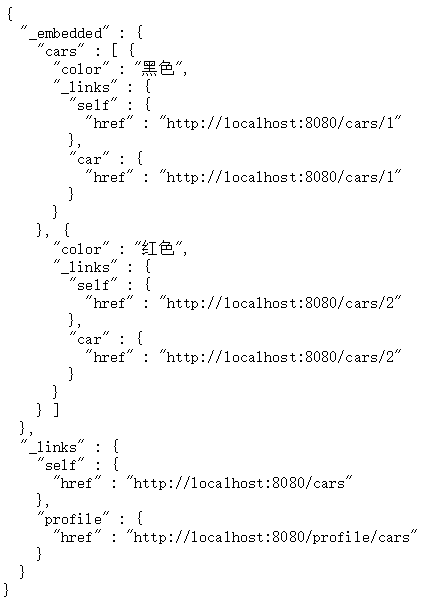 {
  "_embedded" : {
    "cars" : [ {
      "color" : "黑色",
      "_links" : {
        "self" : {
          "href" : "http://localhost:8080/cars/1"
        },
        "car" : {
          "href" : "http://localhost:8080/cars/1"
        }
      }
    }, {
      "color" : "红色",
      "_links" : {
        "self" : {
          "href" : "http://localhost:8080/cars/2"
        },
        "car" : {
          "href" : "http://localhost:8080/cars/2"
        }
      }
    } ]
  },
  "_links" : {
    "self" : {
      "href" : "http://localhost:8080/cars"
    },
    "profile" : {
      "href" : "http://localhost:8080/profile/cars"
    }
  }
}